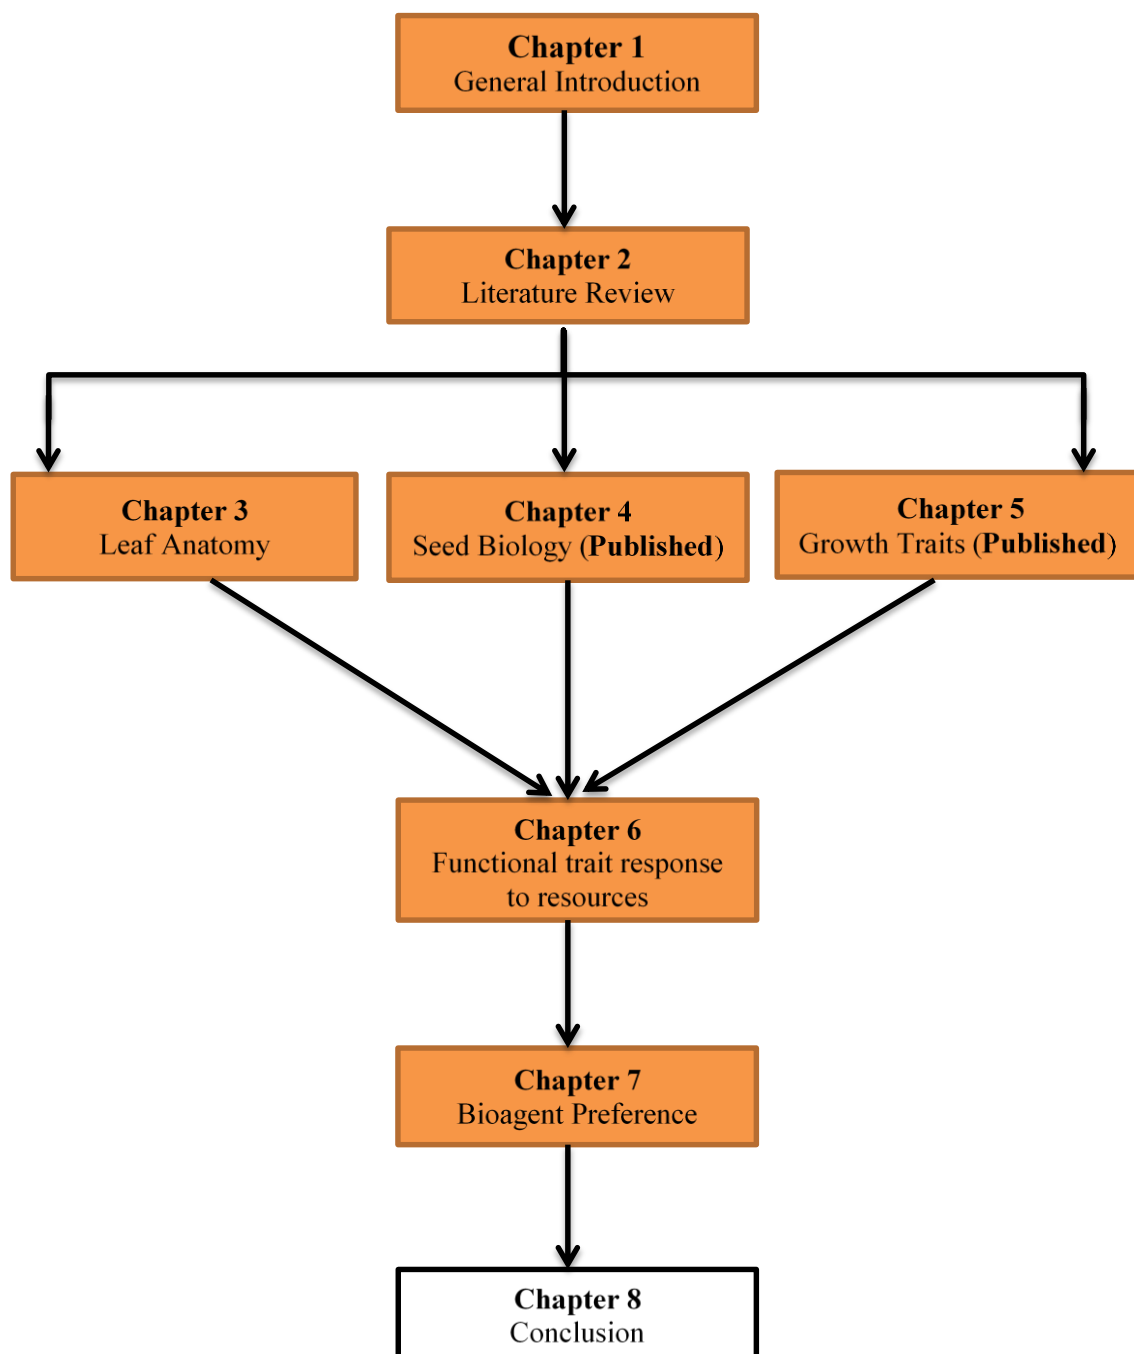 Chapter 1
General Introduction
Chapter 2
Literature Review
Chapter 3
Leaf Anatomy
Chapter 4
Seed Biology (Published)
Chapter 5
Growth Traits (Published)
Chapter 6
Functional trait response
to resources
Chapter 7
Bioagent Preference
Chapter 8
Conclusion